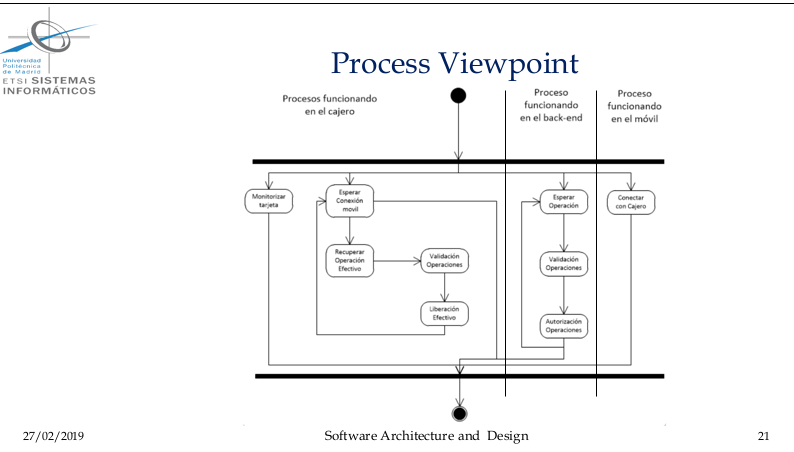 Universidad
Politécnica
de Madrid
ETSI SISTEMAS
INFORMÁTICOS
Process Viewpoint
Procesos funcionando
en el cajero
Proceso
funcionando
en el back-end
Proceso
funcionando
en el móvil
Monitorizar
tarjeta
Esperar
Conexión
movil
Recuperar
Operación
Efectivo
Validación
Operaciones
Liberación
Efectivo
Esperar
Operación
Validación
Operaciones
Autorización
Operaciones
Conectar
con Cajero
27/02/2019
Software Architecture and Design
21